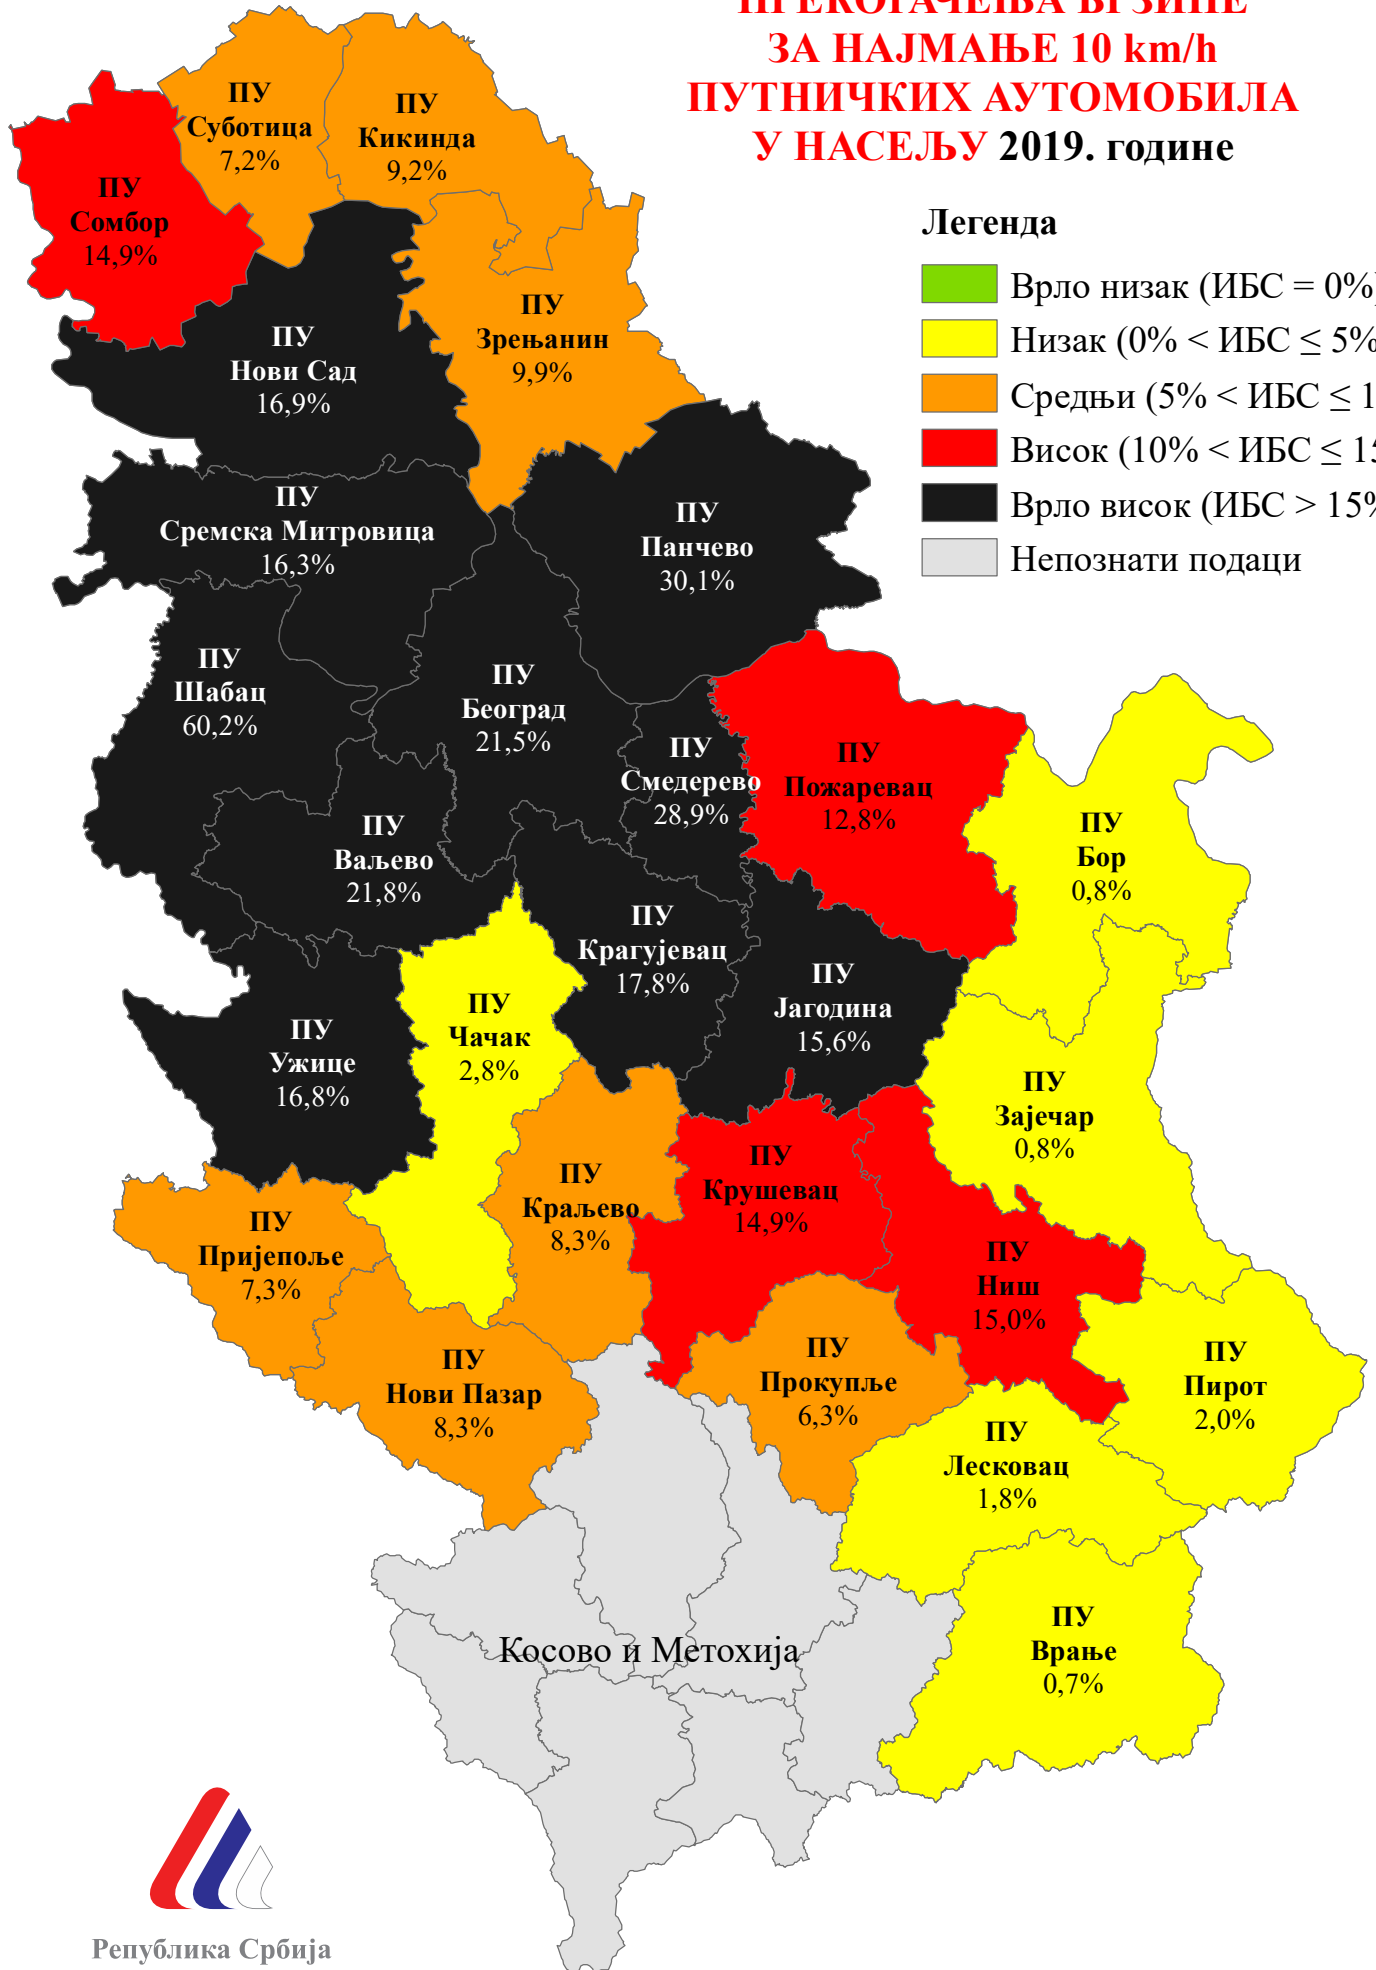 ЗА НАЈМАЊЕ 10 km/h
ПУТНИЧКИХ АУТОМОБИЛА
У НАСЕЉУ 2019. године
Легенда
Врло низак (ИБС = 0%)
Низак (0% < ИБС ≤ 5%
Средњи (5% < ИБС ≤ 1
Висок (10% < ИБС ≤ 15
Врло висок (ИБС > 15%
Непознати подаци
ПУ
Суботица
7,2%
ПУ
Кикинда
9,2%
ПУ
Сомбор
14,9%
ПУ
Зрењанин
9,9%
ПУ
Нови Сад
16,9%
ПУ
Сремска Митровица
16,3%
ПУ
Панчево
30,1%
ПУ
Шабац
60,2%
ПУ
Београд
21,5%
ПУ
Смедерево
28,9%
ПУ
Пожаревац
12,8%
ПУ
Ваљево
21,8%
ПУ
Бор
0,8%
ПУ
Крагујевац
17,8%
ПУ
Јагодина
15,6%
ПУ
Чачак
2,8%
ПУ
Ужице
16,8%
ПУ
Зајечар
0,8%
ПУ
Крушевац
14,9%
ПУ
Краљево
8,3%
ПУ
Пријепоље
7,3%
ПУ
Ниш
15,0%
ПУ
Нови Пазар
8,3%
ПУ
Прокупље
6,3%
ПУ
Пирот
2,0%
ПУ
Лесковац
1,8%
ПУ
Врање
0,7%
Косово и Метохија
Република Србија